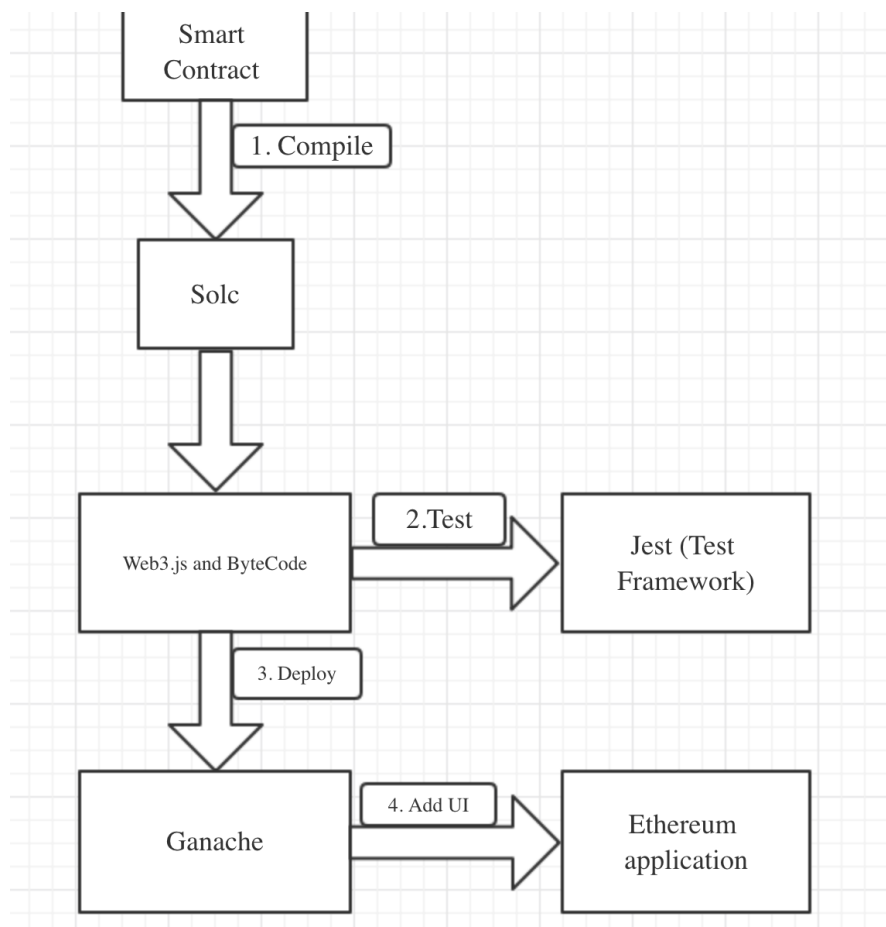 Smart
Contract
1. Compile
Solc
Web3.js and ByteCode
2.Test
Jest (Test
Framework)
3. Deploy
Ganache
4. Add UI
Ethereum
application